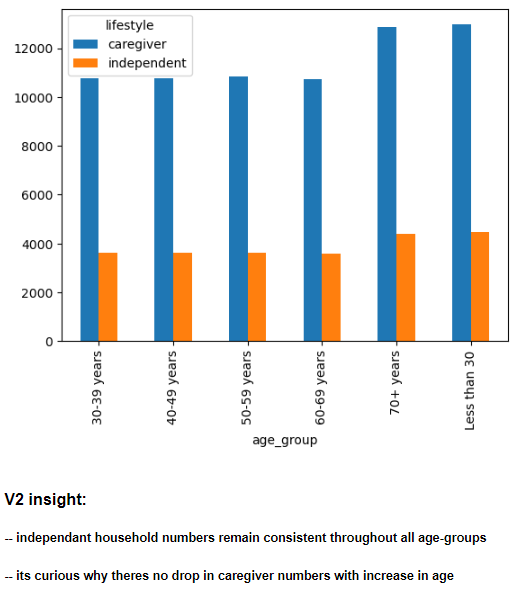 lifestyle
caregiver
independent
12000
10000
8000
6000
4000
2000
0
30-39 years
40-49 years
50-59 years
60-69 years
70+ years
Less than 30
age_group
V2 insight:
-- independant household numbers remain consistent throughout all age-groups
-- its curious why theres no drop in caregiver numbers with increase in age